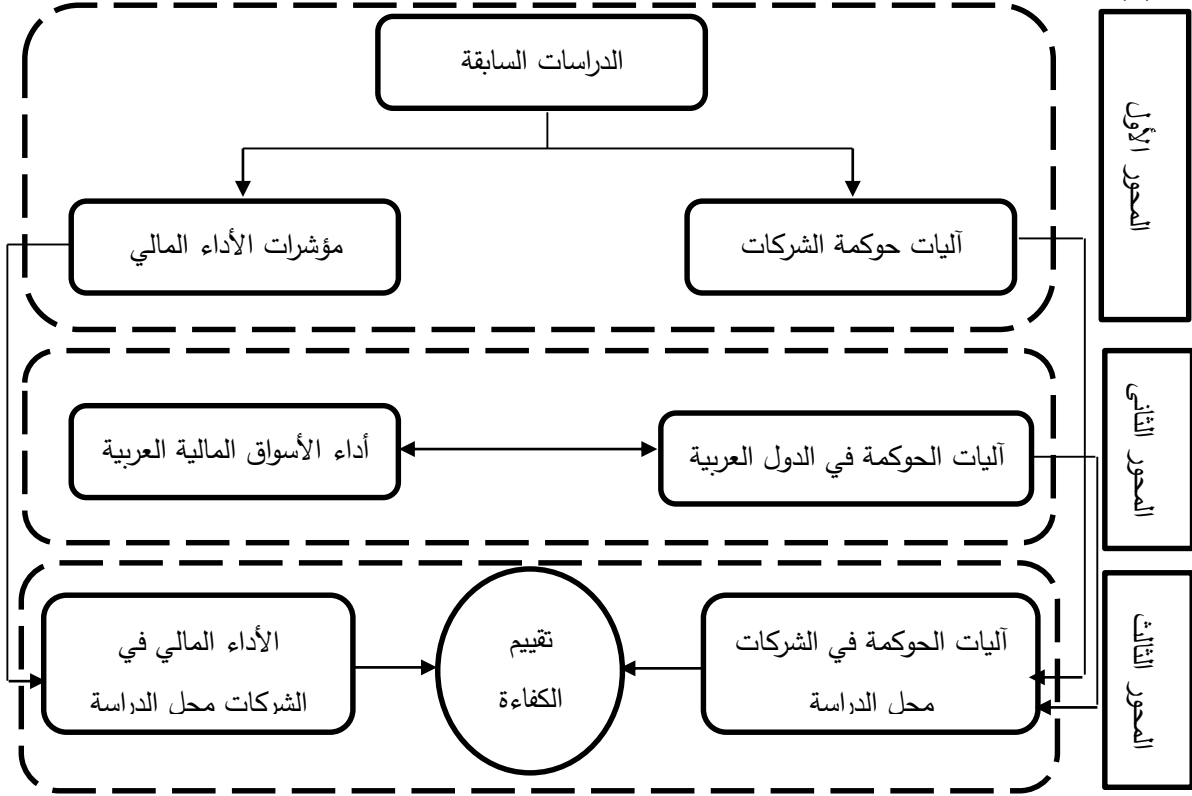 المحور الأول
الدراسات السابقة
آليات حوكمة الشركات
مؤشرات الأداء المالي
المحور الثانى
آليات الحوكمة في الدول العربية
أداء الأسواق المالية العربية
المحور الثالث
آليات الحوكمة في الشركات
محل الدراسة
تقييم
الكفاءة
الأداء المالي في
الشركات محل الدراسة